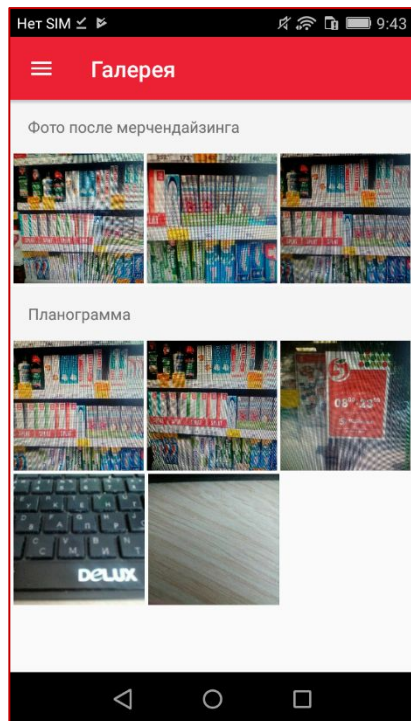 Нет SIM 9:43
Галерея
Фото после мерчендайзинга
Планограмма
DELUX